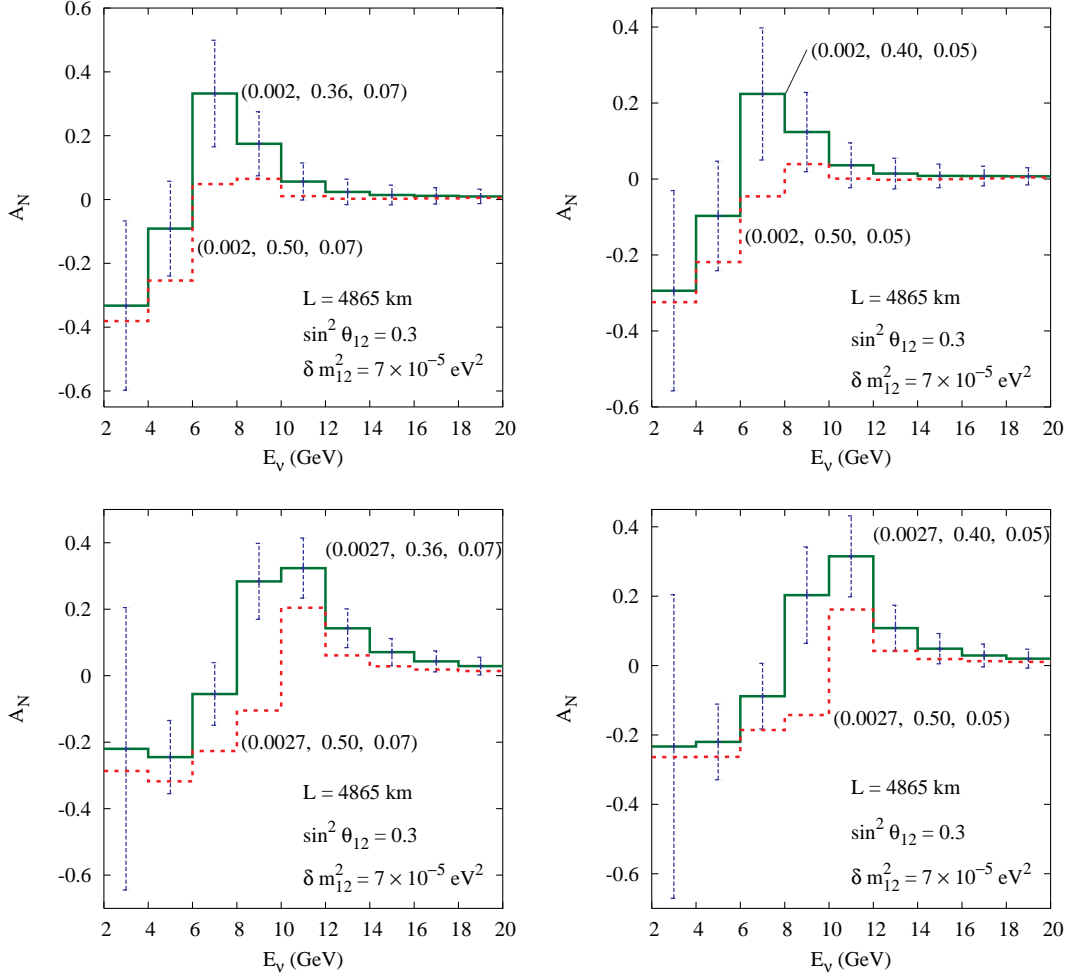 0.6
0.4
0.2
0
-0.2
-0.4
-0.6
A_N
(0.002, 0.36, 0.07)
(0.002, 0.50, 0.07)
L = 4865 km
sin² θ₁₂ = 0.3
δ m²₁₂ = 7 × 10⁻⁵ eV²
2 4 6 8 10 12 14 16 18 20
E_ν (GeV)
0.4
0.2
0
-0.2
-0.4
-0.6
A_N
(0.002, 0.40, 0.05)
(0.002, 0.50, 0.05)
L = 4865 km
sin² θ₁₂ = 0.3
δ m²₁₂ = 7 × 10⁻⁵ eV²
2 4 6 8 10 12 14 16 18 20
E_ν (GeV)
0.4
0.2
0
-0.2
-0.4
-0.6
A_N
(0.0027, 0.36, 0.07)
(0.0027, 0.50, 0.07)
L = 4865 km
sin² θ₁₂ = 0.3
δ m²₁₂ = 7 × 10⁻⁵ eV²
2 4 6 8 10 12 14 16 18 20
E_ν (GeV)
0.4
0.2
0
-0.2
-0.4
-0.6
A_N
(0.0027, 0.40, 0.05)
(0.0027, 0.50, 0.05)
L = 4865 km
sin² θ₁₂ = 0.3
δ m²₁₂ = 7 × 10⁻⁵ eV²
2 4 6 8 10 12 14 16 18 20
E_ν (GeV)